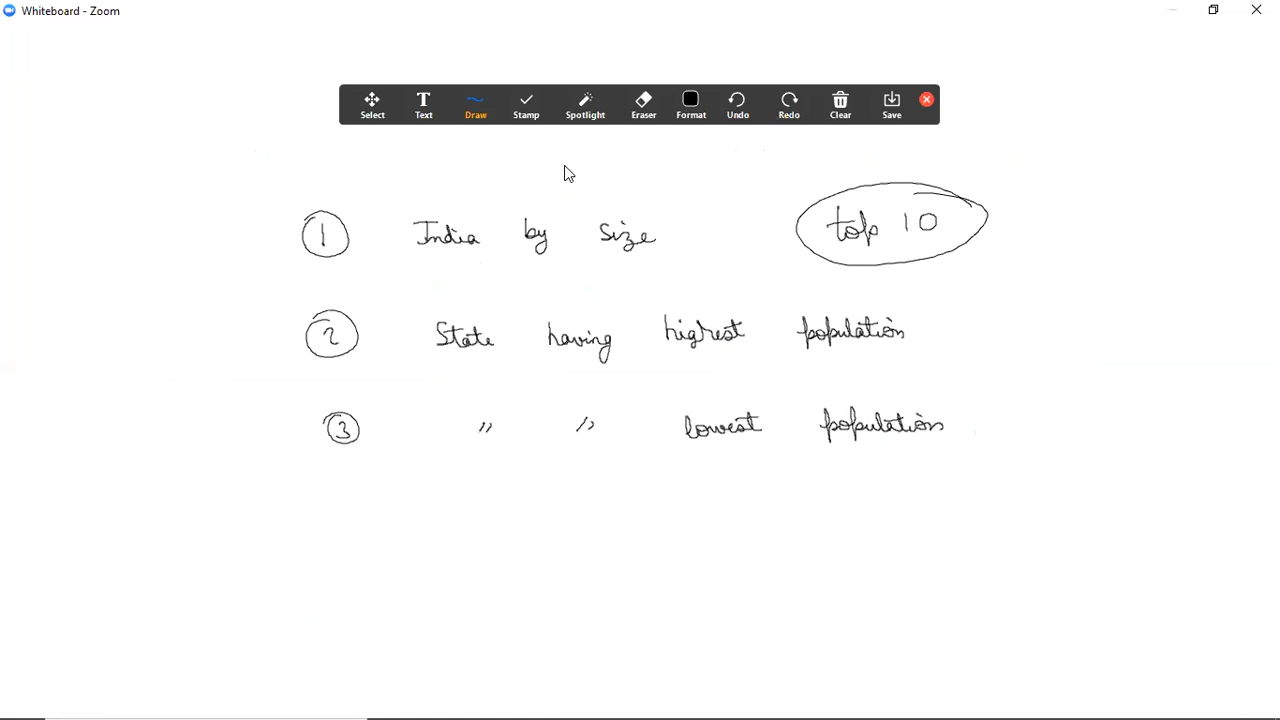 Whiteboard - Zoom
Select Text Draw Stamp Spotlight Eraser Format Undo Redo Clear Save
1 India by Size top 10
2 State having highest population
3 " " lowest population